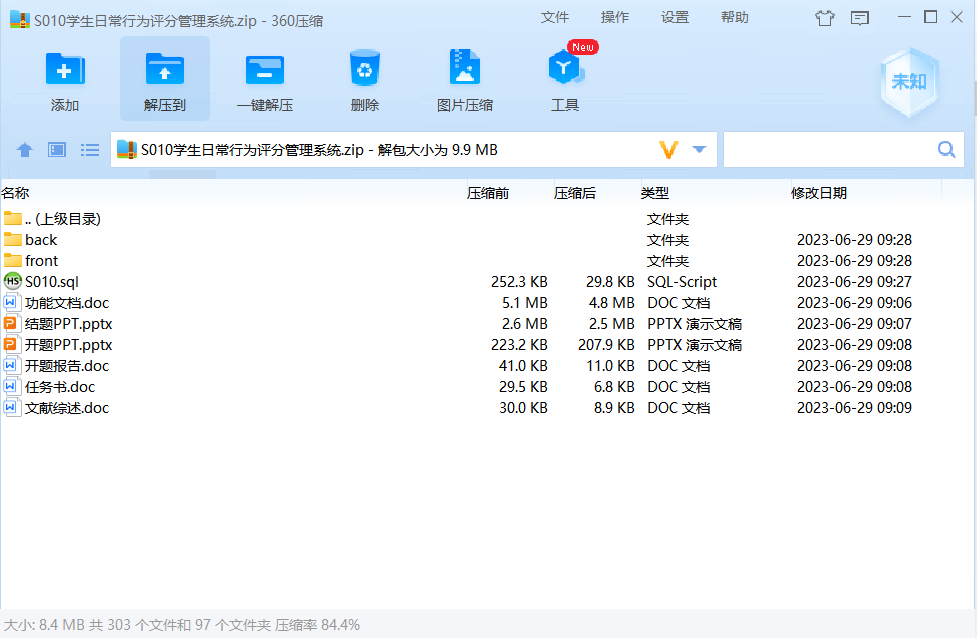 S010学生日常行为评分管理系统.zip - 360压缩 文件 操作 设置 帮助
New
添加 解压到 一键解压 删除 图片压缩 工具 未知
S010学生日常行为评分管理系统.zip - 解包大小为 9.9 MB
名称 压缩前 压缩后 类型 修改日期
.. (上级目录) 文件夹
back 文件夹 2023-06-29 09:28
front 文件夹 2023-06-29 09:28
HS S010.sql 252.3 KB 29.8 KB SQL-Script 2023-06-29 09:27
W 功能文档.doc 5.1 MB 4.8 MB DOC 文档 2023-06-29 09:06
P 结题PPT.pptx 2.6 MB 2.5 MB PPTX 演示文稿 2023-06-29 09:07
P 开题PPT.pptx 223.2 KB 207.9 KB PPTX 演示文稿 2023-06-29 09:08
W 开题报告.doc 41.0 KB 11.0 KB DOC 文档 2023-06-29 09:08
W 任务书.doc 29.5 KB 6.8 KB DOC 文档 2023-06-29 09:08
W 文献综述.doc 30.0 KB 8.9 KB DOC 文档 2023-06-29 09:09
大小: 8.4 MB 共 303 个文件和 97 个文件夹 压缩率 84.4%